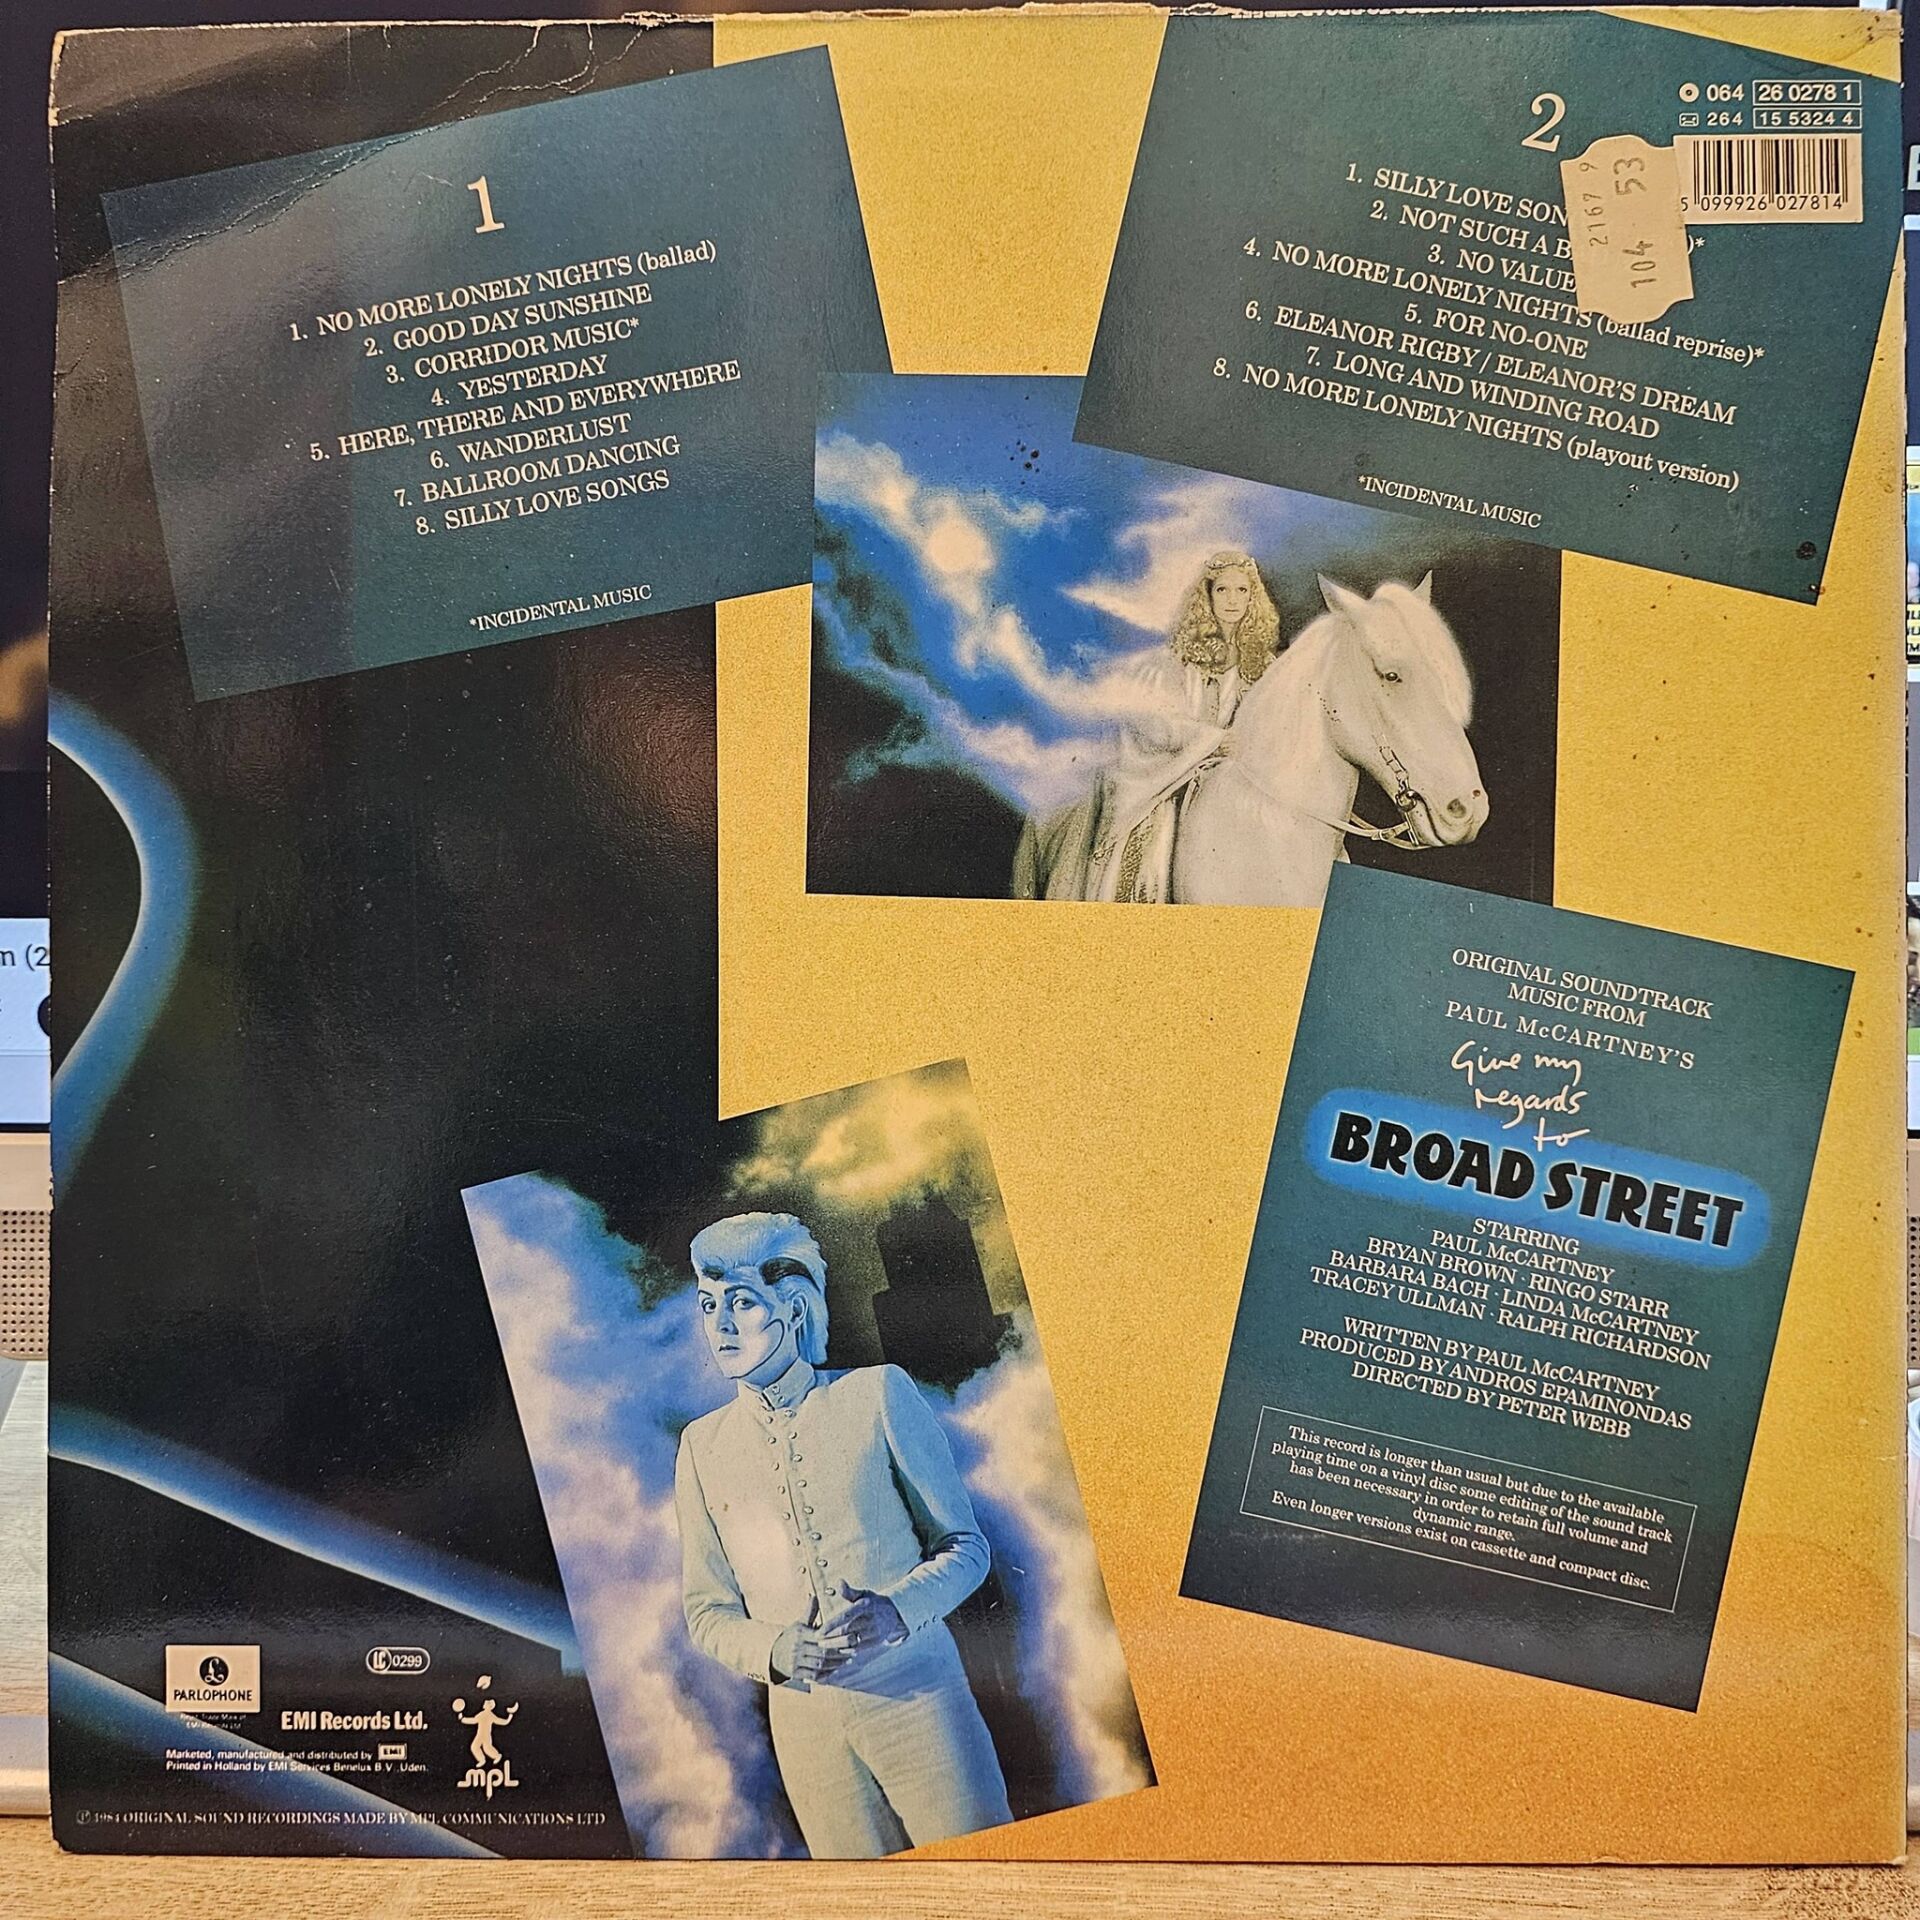 1
1. NO MORE LONELY NIGHTS (ballad)
2. GOOD DAY SUNSHINE
3. CORRIDOR MUSIC*
4. YESTERDAY
5. HERE, THERE AND EVERYWHERE
6. WANDERLUST
7. BALLROOM DANCING
8. SILLY LOVE SONGS
*INCIDENTAL MUSIC
2
1. SILLY LOVE SON
2. NOT SUCH A B )*
3. NO VALUE
4. NO MORE LONELY NIGHTS (ballad reprise)*
5. FOR NO-ONE
6. ELEANOR RIGBY / ELEANOR'S DREAM
7. LONG AND WINDING ROAD
8. NO MORE LONELY NIGHTS (playout version)
*INCIDENTAL MUSIC
064 26 0278 1
264 15 5324 4
5 099926 027814
2167 9
104 53
ORIGINAL SOUNDTRACK
MUSIC FROM
PAUL McCARTNEY'S
Give my
regards
to
BROAD STREET
STARRING
PAUL McCARTNEY
BRYAN BROWN · RINGO STARR
BARBARA BACH · LINDA McCARTNEY
TRACEY ULLMAN · RALPH RICHARDSON
WRITTEN BY PAUL McCARTNEY
PRODUCED BY ANDROS EPAMINONDAS
DIRECTED BY PETER WEBB
This record is longer than usual but due to the available
playing time on a vinyl disc some editing of the sound track
has been necessary in order to retain full volume and
dynamic range.
Even longer versions exist on cassette and compact disc.
£
PARLOPHONE
LC 0299
EMI Records Ltd.
mpL
Marketed, manufactured and distributed by EMI
Printed in Holland by EMI Services Benelux B.V., Uden.
℗ 1984 ORIGINAL SOUND RECORDINGS MADE BY MPL COMMUNICATIONS LTD
m (2